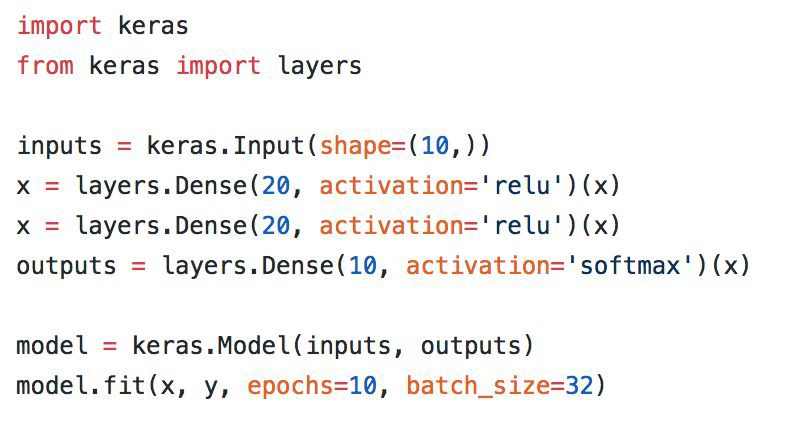 import keras
from keras import layers
inputs = keras.Input(shape=(10,))
x = layers.Dense(20, activation='relu')(x)
x = layers.Dense(20, activation='relu')(x)
outputs = layers.Dense(10, activation='softmax')(x)
model = keras.Model(inputs, outputs)
model.fit(x, y, epochs=10, batch_size=32)